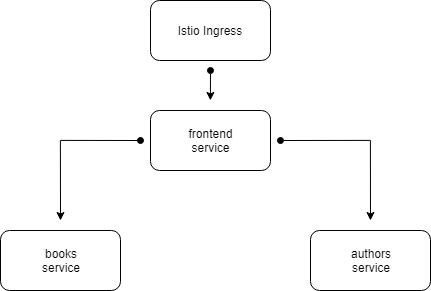 Istio Ingress
frontend
service
books
service
authors
service